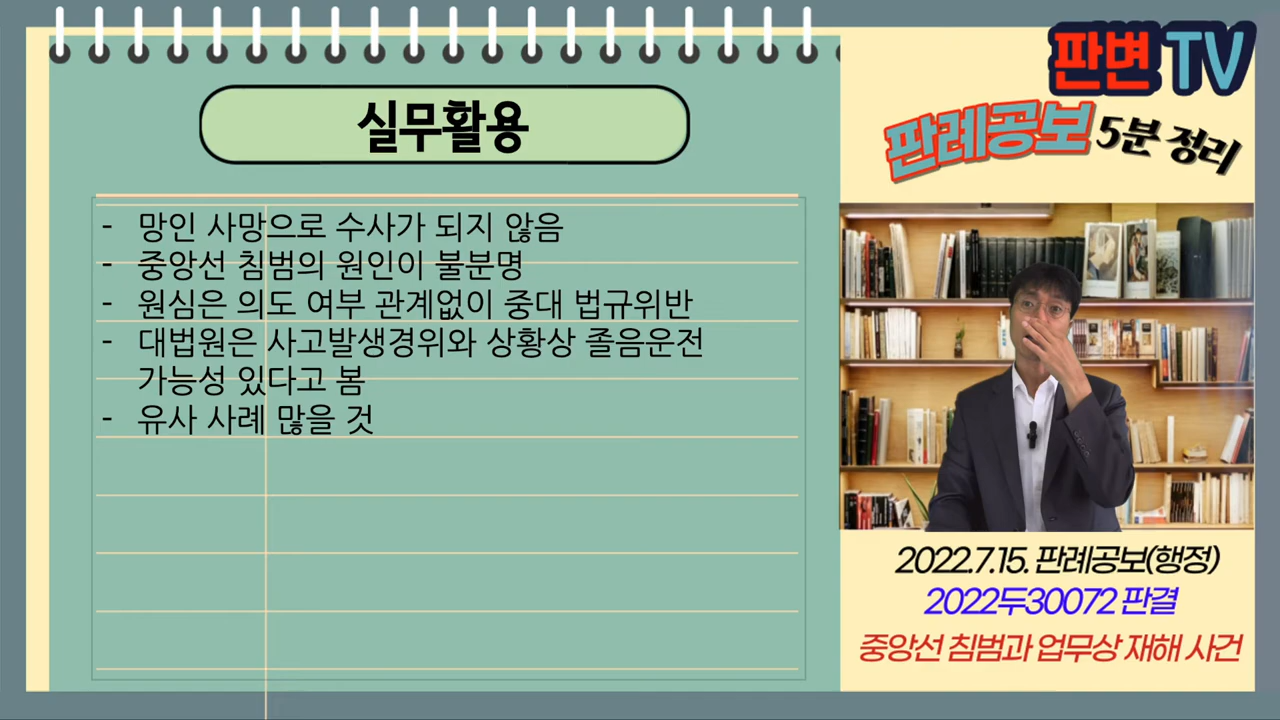 실무활용
- 망인 사망으로 수사가 되지 않음
- 중앙선 침범의 원인이 불분명
- 원심은 의도 여부 관계없이 중대 법규위반
- 대법원은 사고발생경위와 상황상 졸음운전
가능성 있다고 봄
- 유사 사례 많을 것
판변 TV
판례공보 5분 정리
2022.7.15. 판례공보(행정)
2022두30072 판결
중앙선 침범과 업무상 재해 사건